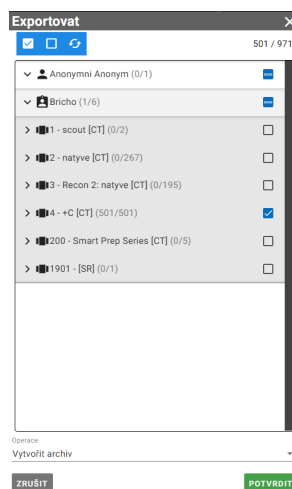 Exportovat
501 / 971
Anonymni Anonym (0/1)
Bricho (1/6)
1 - scout [CT] (0/2)
2 - natyve [CT] (0/267)
3 - Recon 2: natyve [CT] (0/195)
4 - +C [CT] (501/501)
200 - Smart Prep Series [CT] (0/5)
1901 - [SR] (0/1)
Operace
Vytvořit archiv
ZRUŠIT
POTVRDIT